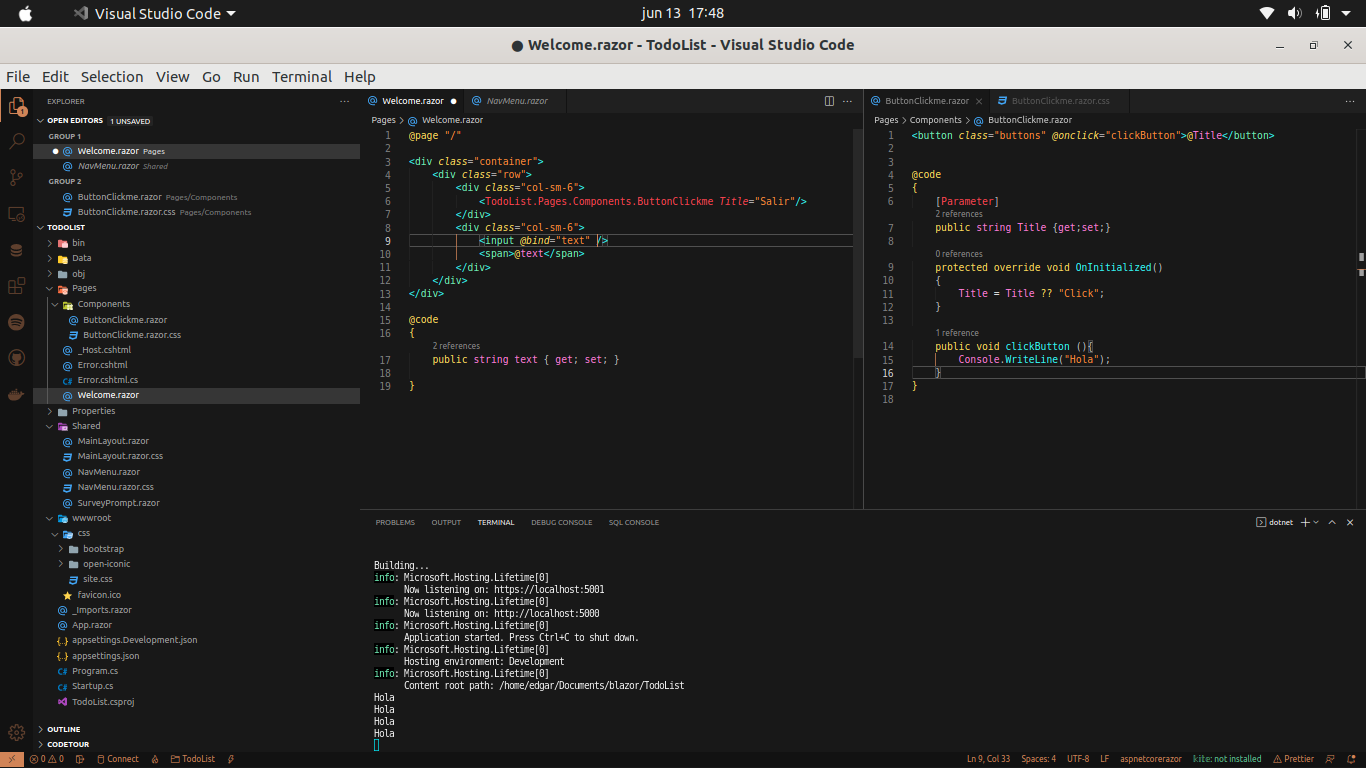 Visual Studio Code
jun 13 17:48
Welcome.razor - TodoList - Visual Studio Code
File Edit Selection View Go Run Terminal Help
EXPLORER
OPEN EDITORS 1 UNSAVED
GROUP 1
Welcome.razor Pages
NavMenu.razor Shared
GROUP 2
ButtonClickme.razor Pages/Components
ButtonClickme.razor.css Pages/Components
TODOLIST
bin
Data
obj
Pages
Components
ButtonClickme.razor
ButtonClickme.razor.css
_Host.cshtml
Error.cshtml
Error.cshtml.cs
Welcome.razor
Properties
Shared
MainLayout.razor
MainLayout.razor.css
NavMenu.razor
NavMenu.razor.css
SurveyPrompt.razor
wwwroot
css
bootstrap
open-iconic
site.css
favicon.ico
_Imports.razor
App.razor
appsettings.Development.json
appsettings.json
Program.cs
Startup.cs
TodoList.csproj
OUTLINE
CODETOUR
Welcome.razor NavMenu.razor
Pages > Welcome.razor
1 @page "/"
2
3 <div class="container">
4 <div class="row">
5 <div class="col-sm-6">
6 <TodoList.Pages.Components.ButtonClickme Title="Salir"/>
7 </div>
8 <div class="col-sm-6">
9 <input @bind="text" />
10 <span>@text</span>
11 </div>
12 </div>
13 </div>
14
15 @code
16 {
2 references
17 public string text { get; set; }
18
19 }
ButtonClickme.razor ButtonClickme.razor.css
Pages > Components > ButtonClickme.razor
1 <button class="buttons" @onclick="clickButton">@Title</button>
2
3
4 @code
5 {
6 [Parameter]
2 references
7 public string Title {get;set;}
8
0 references
9 protected override void OnInitialized()
10 {
11 Title = Title ?? "Click";
12 }
13
1 reference
14 public void clickButton (){
15 Console.WriteLine("Hola");
16 }
17 }
18
PROBLEMS OUTPUT TERMINAL DEBUG CONSOLE SQL CONSOLE
dotnet
Building...
info: Microsoft.Hosting.Lifetime[0]
Now listening on: https://localhost:5001
info: Microsoft.Hosting.Lifetime[0]
Now listening on: http://localhost:5000
info: Microsoft.Hosting.Lifetime[0]
Application started. Press Ctrl+C to shut down.
info: Microsoft.Hosting.Lifetime[0]
Hosting environment: Development
info: Microsoft.Hosting.Lifetime[0]
Content root path: /home/edgar/Documents/blazor/TodoList
Hola
Hola
Hola
Hola
0 0 Connect TodoList Ln 9, Col 33 Spaces: 4 UTF-8 LF aspnetcorerazor kite: not installed Prettier